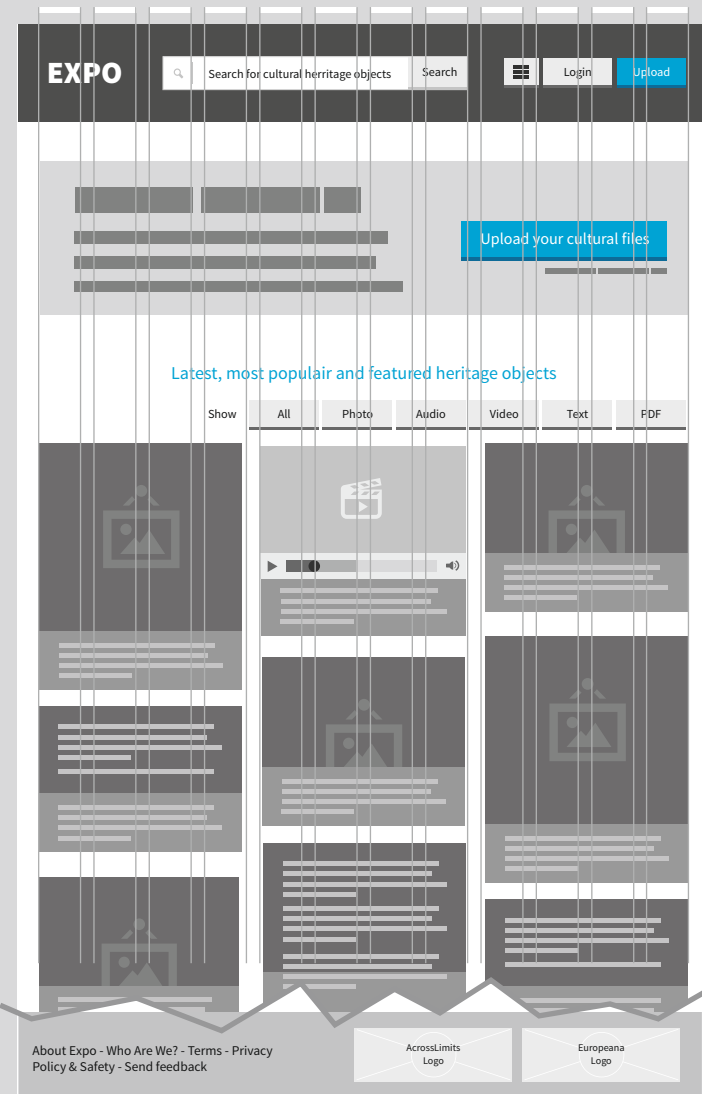 EXPO
Search for cultural herritage objects
Search
Login
Upload
Upload your cultural files
Latest, most populair and featured heritage objects
Show
All
Photo
Audio
Video
Text
PDF
About Expo - Who Are We? - Terms - Privacy
Policy & Safety - Send feedback
AcrossLimits
Logo
Europeana
Logo